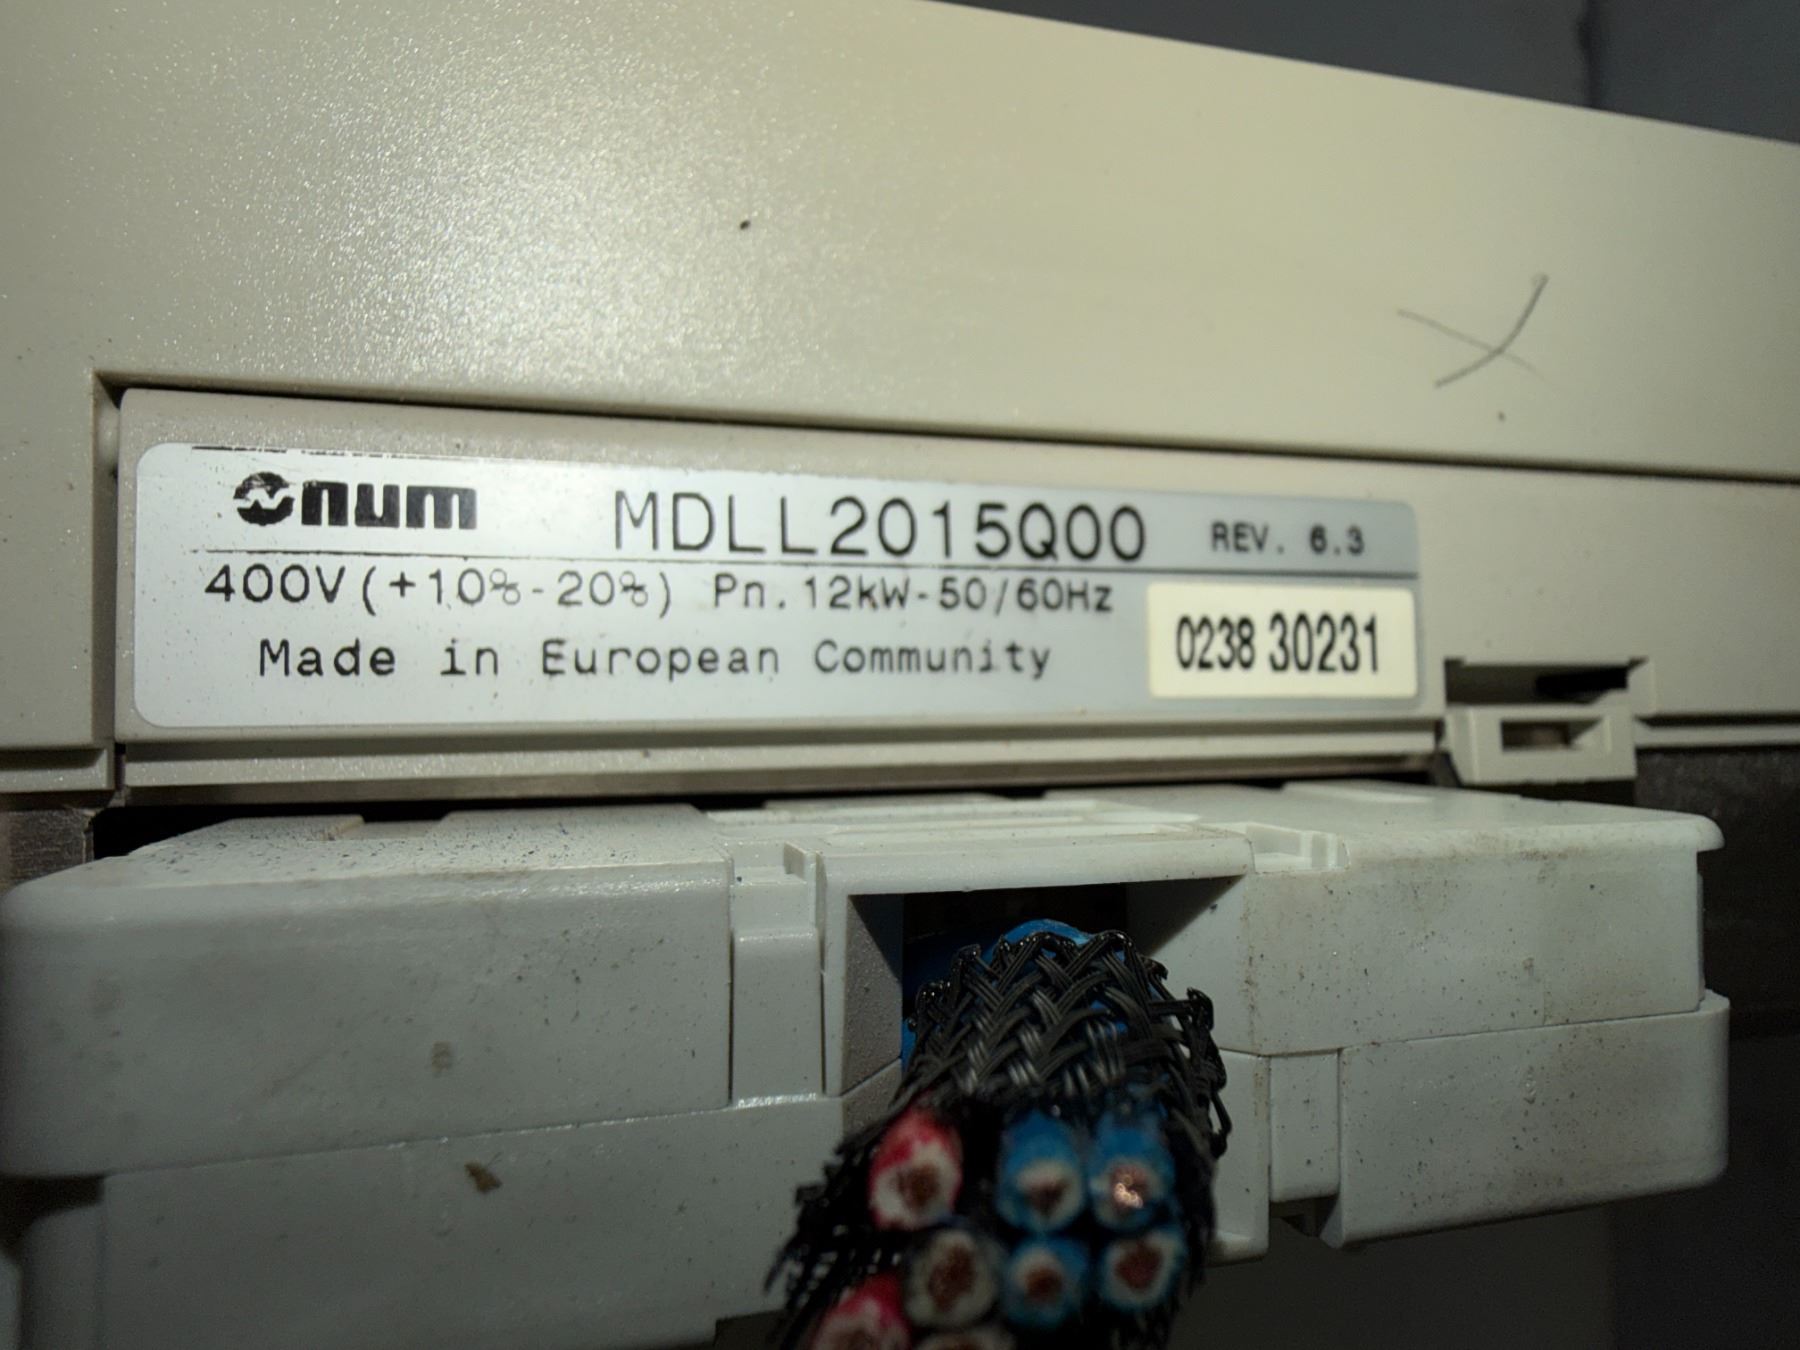 num MDLL2015Q00 REV. 6.3
400V(+10%-20%) Pn.12kW-50/60Hz
Made in European Community
0238 30231